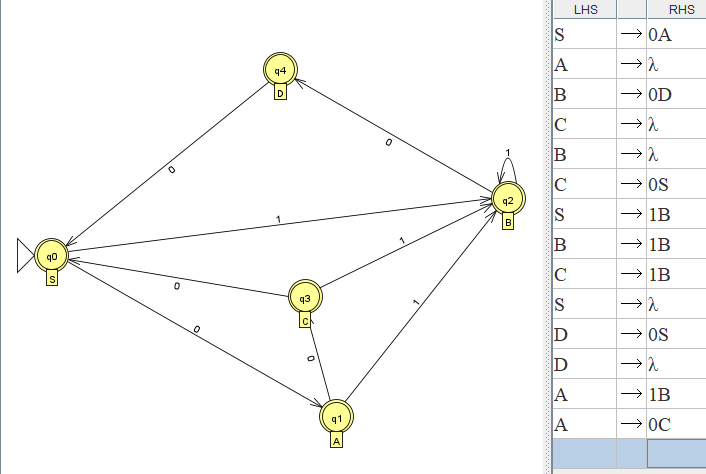 LHS RHS
S → 0A
A → λ
B → 0D
C → λ
B → λ
C → 0S
S → 1B
B → 1B
C → 1B
S → λ
D → 0S
D → λ
A → 1B
A → 0C
q4
D
0
0
1
q2
B
1
1
q0
S
0
q3
C
1
0
0
q1
A